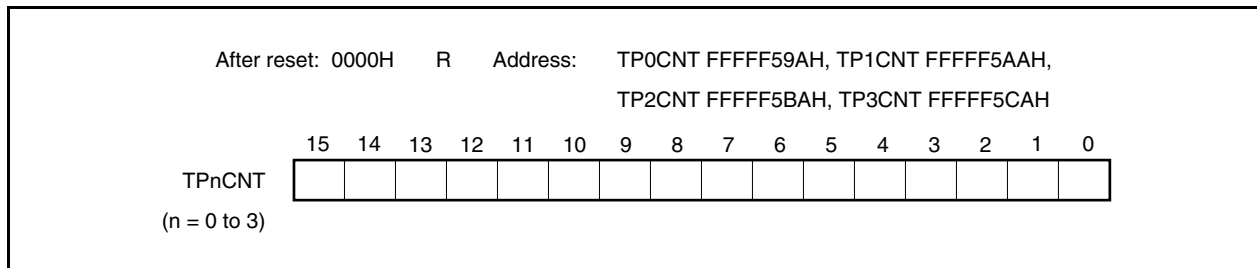 After reset: 0000H R Address: TP0CNT FFFFF59AH, TP1CNT FFFFF5AAH,
TP2CNT FFFFF5BAH, TP3CNT FFFFF5CAH
15 14 13 12 11 10 9 8 7 6 5 4 3 2 1 0
TPnCNT
(n = 0 to 3)